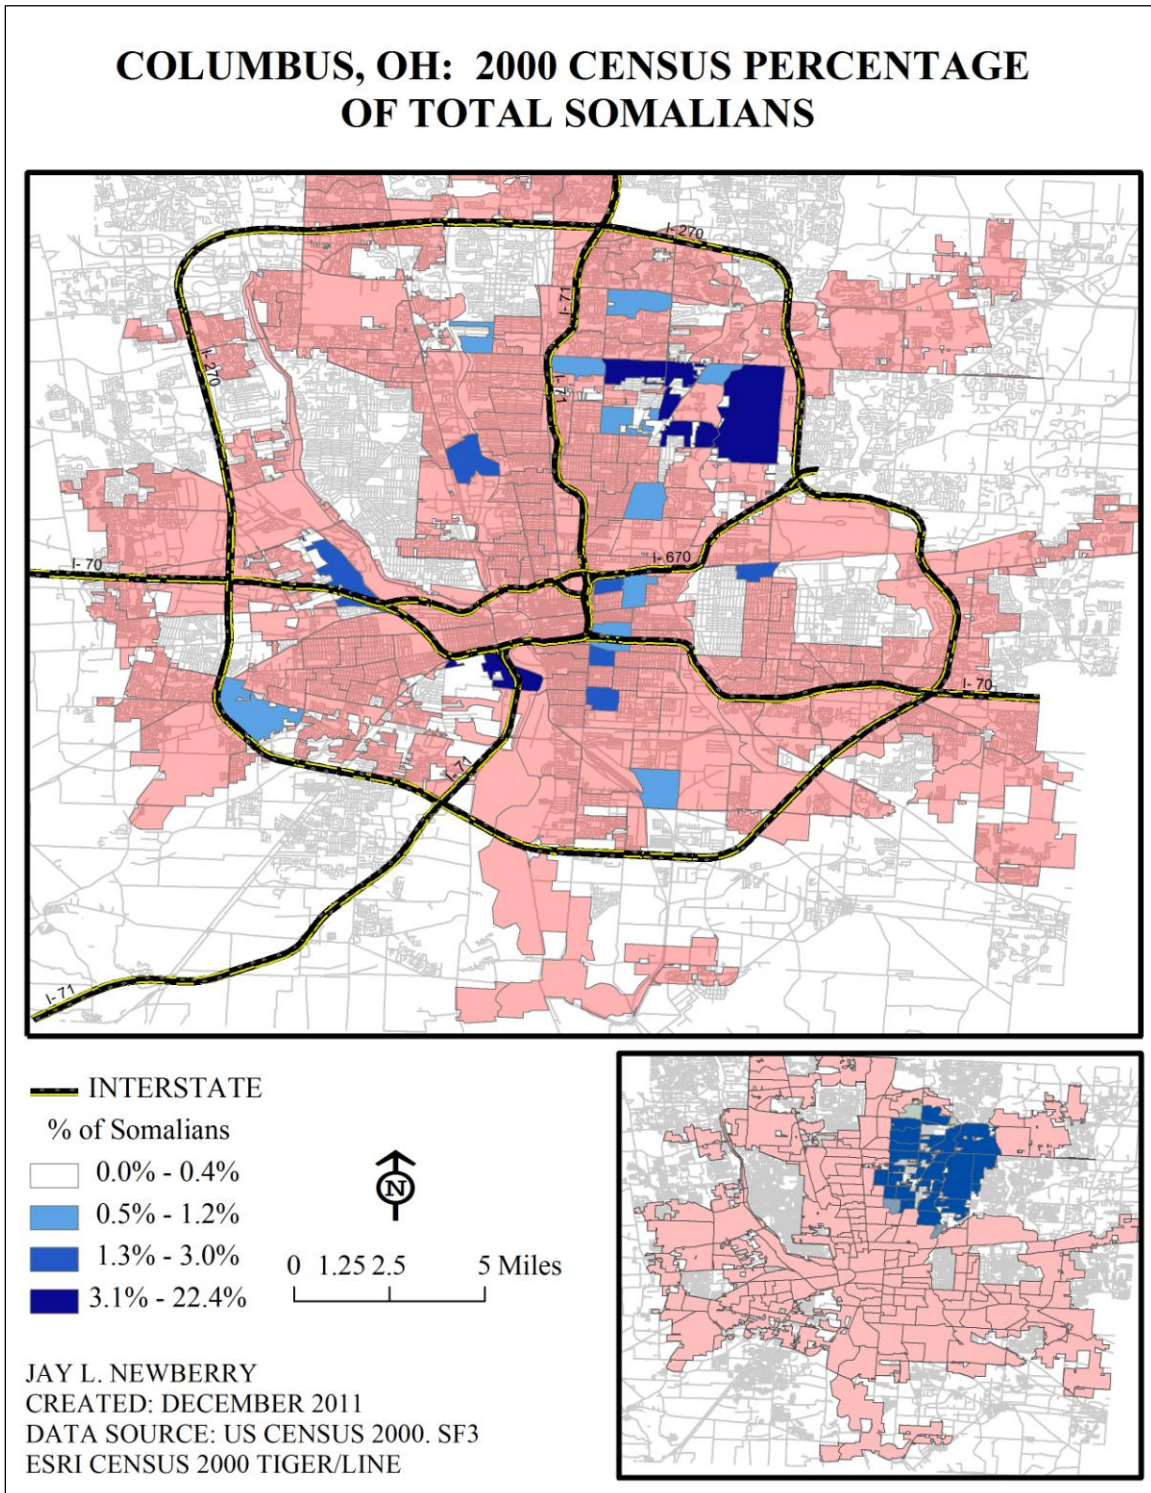 COLUMBUS, OH: 2000 CENSUS PERCENTAGE
OF TOTAL SOMALIANS
I- 270
I- 71
I- 270
I- 71
I- 70
I- 670
I- 70
I- 71
I- 71
INTERSTATE
% of Somalians
0.0% - 0.4%
0.5% - 1.2%
1.3% - 3.0%
3.1% - 22.4%
N
0 1.25 2.5 5 Miles
JAY L. NEWBERRY
CREATED: DECEMBER 2011
DATA SOURCE: US CENSUS 2000. SF3
ESRI CENSUS 2000 TIGER/LINE